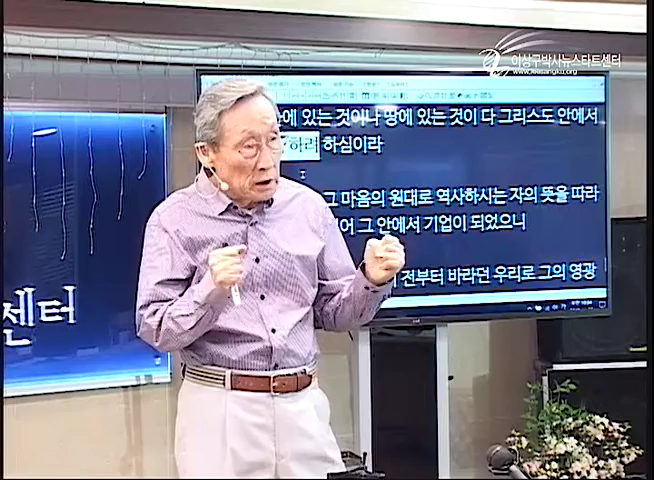 이상구박사뉴스타트센터
www.leesangku.org
에 있는 것이나 땅에 있는 것이 다 그리스도 안에서
하려 하심이라
그 마음의 원대로 역사하시는 자의 뜻을 따라
어 그 안에서 기업이 되었으니
전부터 바라던 우리로 그의 영광
센터